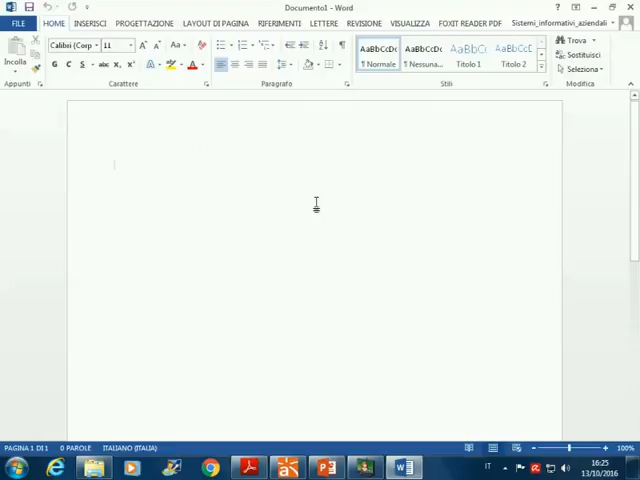 Documento1 - Word
FILE HOME INSERISCI PROGETTAZIONE LAYOUT DI PAGINA RIFERIMENTI LETTERE REVISIONE VISUALIZZA FOXIT READER PDF Sistemi_informativi_aziendali
Incolla
Calibri (Corp 11
Aa
G C S abc x, x
AaBbCcDc AaBbCcDc AaBbC( AaBbCcD
¶ Normale ¶ Nessuna... Titolo 1 Titolo 2
Trova
Sostituisci
Seleziona
Appunti Carattere Paragrafo Stili Modifica
PAGINA 1 DI 1 0 PAROLE ITALIANO (ITALIA) 100%
IT 16:25
13/10/2016